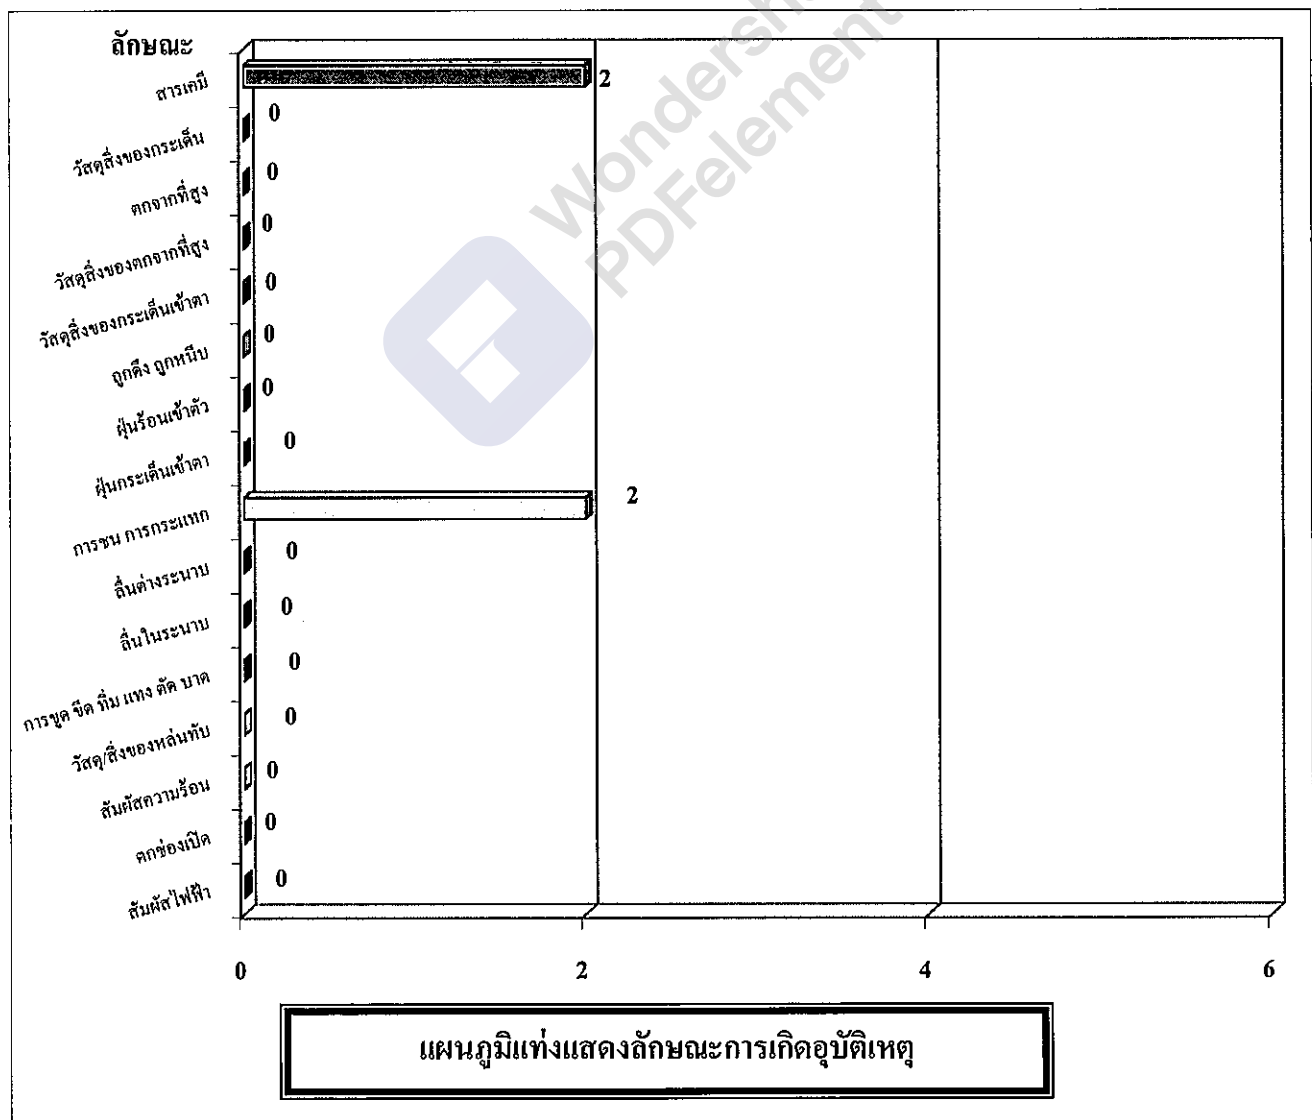 ลักษณะ
สารเคมี
2
วัสดุสิ่งของกระเด็น
0
ตกจากที่สูง
0
วัสดุสิ่งของตกจากที่สูง
0
วัสดุสิ่งของกระเด็นเข้าตา
0
ถูกดึง ถูกหนีบ
0
ฝุ่นร้อนเข้าตัว
0
ฝุ่นกระเด็นเข้าตา
0
การชน การกระแทก
2
ลื่นต่างระนาบ
0
ลื่นในระนาบ
0
การขูด ขีด ทิ่ม แทง ตัด บาด
0
วัสดุ/สิ่งของหล่นทับ
0
สัมผัสความร้อน
0
ตกช่องเปิด
0
สัมผัสไฟฟ้า
0
0 2 4 6
แผนภูมิแท่งแสดงลักษณะการเกิดอุบัติเหตุ
PDFelement